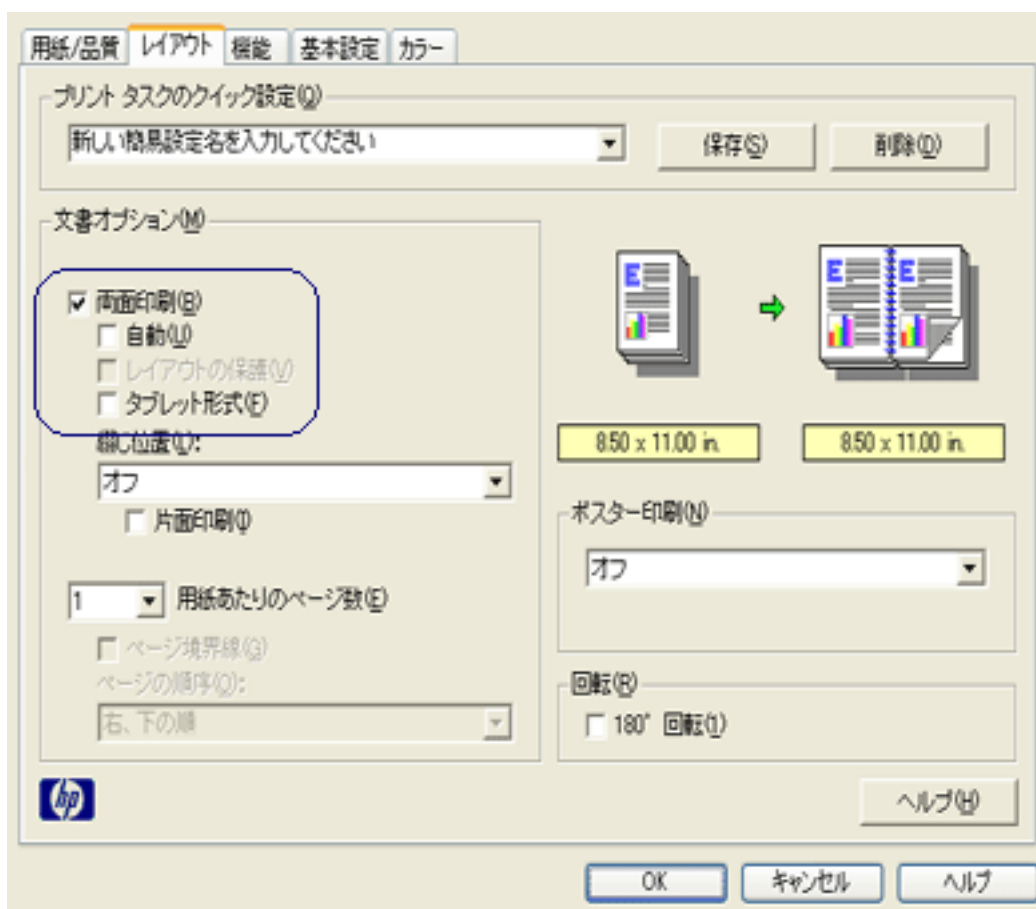 用紙/品質 レイアウト 機能 基本設定 カラー
プリント タスクのクイック設定(Q)
新しい簡易設定名を入力してください 保存(S) 削除(D)
文書オプション(M)
両面印刷(B)
自動(U)
レイアウトの保護(V)
タブレット形式(F)
綴じ位置(L):
オフ
片面印刷(I)
1 用紙あたりのページ数(E)
ページ境界線(G)
ページの順序(O):
右、下の順
E E E
8.50 x 11.00 in. 8.50 x 11.00 in.
ポスター印刷(N)
オフ
回転(R)
180° 回転(1)
hp
ヘルプ(H)
OK キャンセル ヘルプ